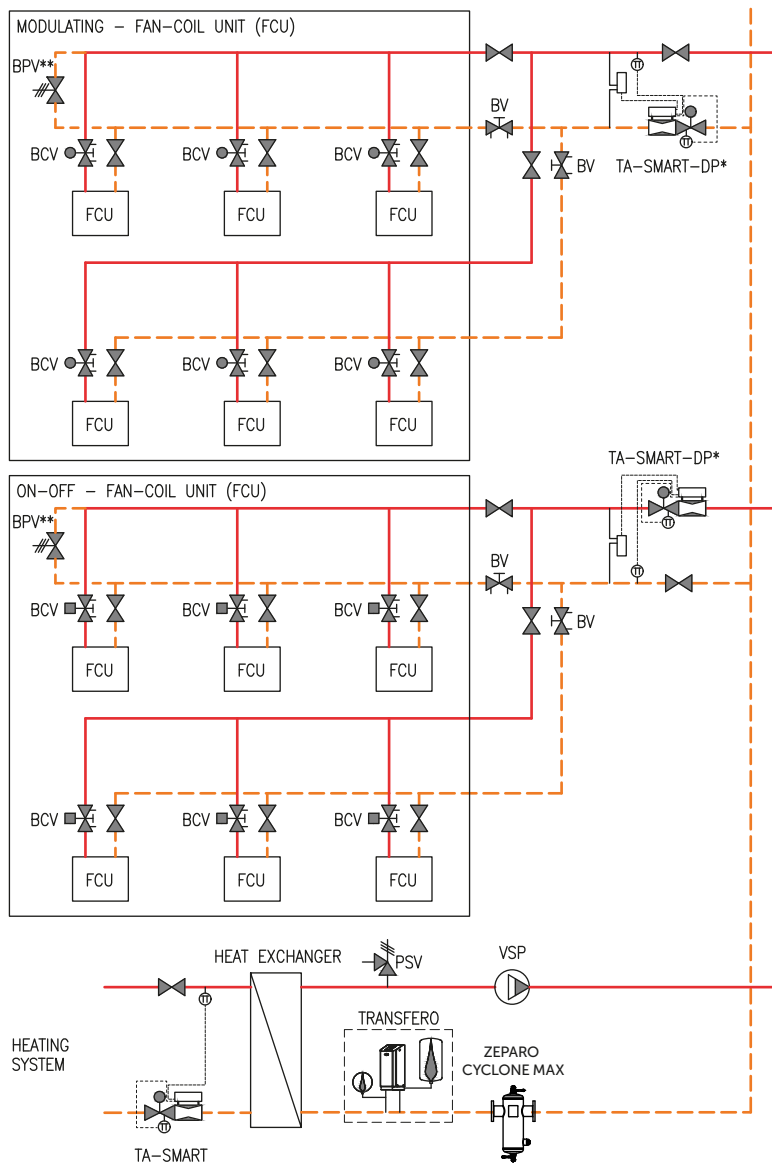 MODULATING – FAN-COIL UNIT (FCU)
BPV**
BV
BCV
BCV
BCV
BV
TA-SMART-DP*
FCU
FCU
FCU
BCV
BCV
BCV
FCU
FCU
FCU
TA-SMART-DP*
ON-OFF – FAN-COIL UNIT (FCU)
BPV**
BV
BCV
BCV
BCV
BV
FCU
FCU
FCU
BCV
BCV
BCV
FCU
FCU
FCU
HEAT EXCHANGER
PSV
VSP
TRANSFERO
HEATING
SYSTEM
ZEPARO
CYCLONE MAX
TA-SMART